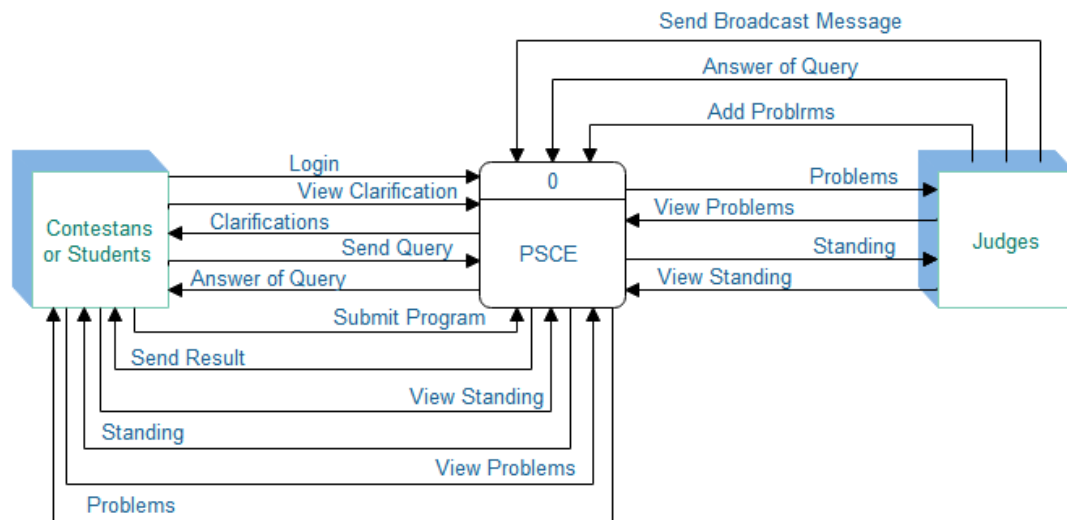 Send Broadcast Message
Answer of Query
Add Problrms
Login
0
Problems
View Clarification
View Problems
Clarifications
Contestans
or Students
Send Query
PSCE
Standing
Judges
Answer of Query
View Standing
Submit Program
Send Result
View Standing
Standing
View Problems
Problems